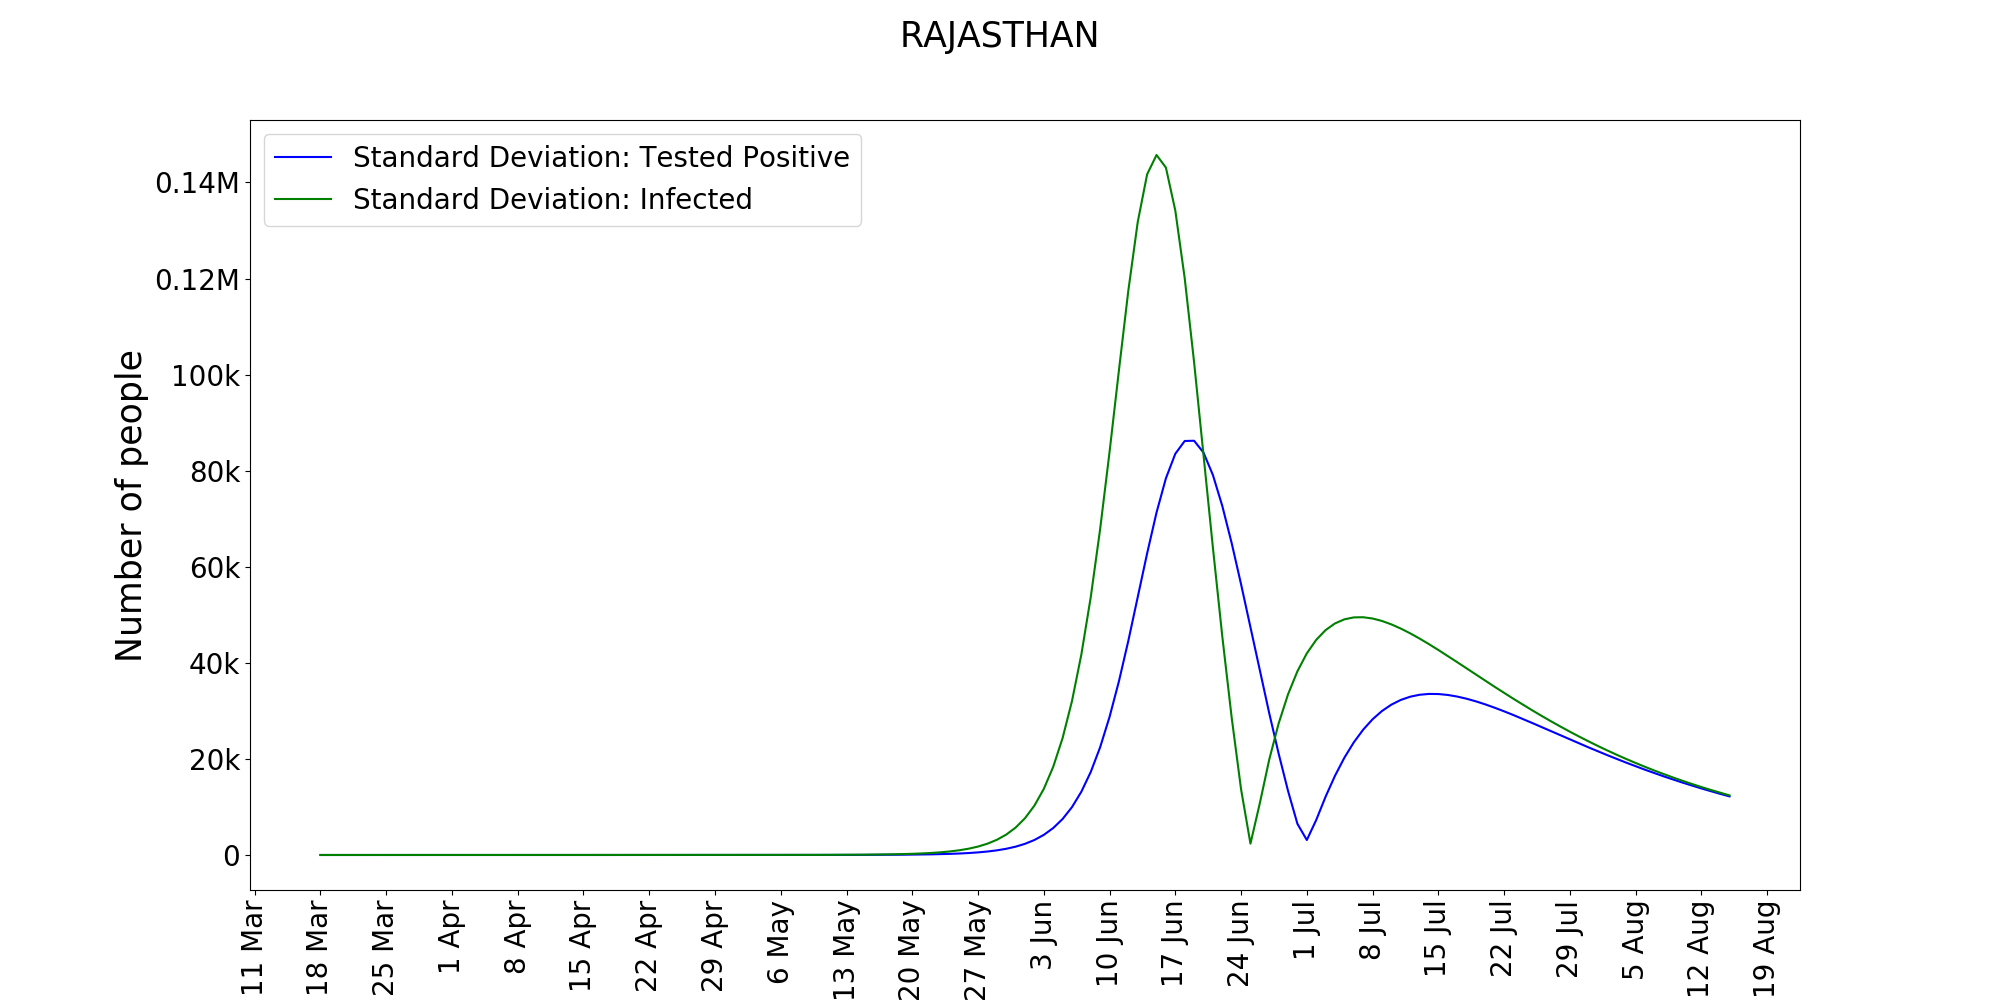 RAJASTHAN
Standard Deviation: Tested Positive
Standard Deviation: Infected
Number of people
0.14M
0.12M
100k
80k
60k
40k
20k
0
11 Mar
18 Mar
25 Mar
1 Apr
8 Apr
15 Apr
22 Apr
29 Apr
6 May
13 May
20 May
27 May
3 Jun
10 Jun
17 Jun
24 Jun
1 Jul
8 Jul
15 Jul
22 Jul
29 Jul
5 Aug
12 Aug
19 Aug